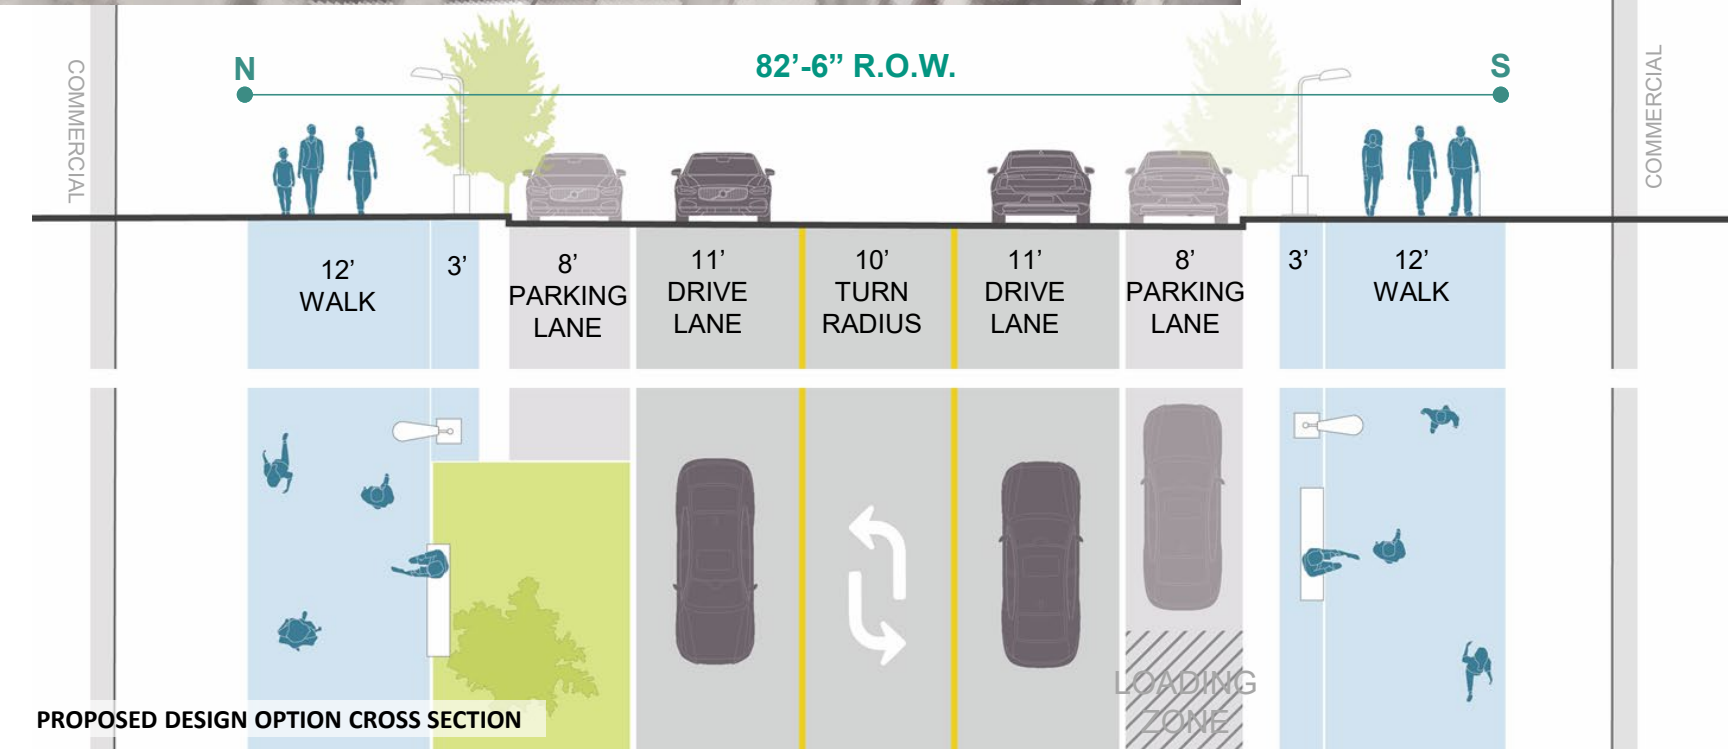 COMMERCIAL
N
82'-6” R.O.W.
S
COMMERCIAL
12’
WALK
3’
8’
PARKING
LANE
11’
DRIVE
LANE
10’
TURN
RADIUS
11’
DRIVE
LANE
8’
PARKING
LANE
3’
12’
WALK
LOADING
ZONE
PROPOSED DESIGN OPTION CROSS SECTION